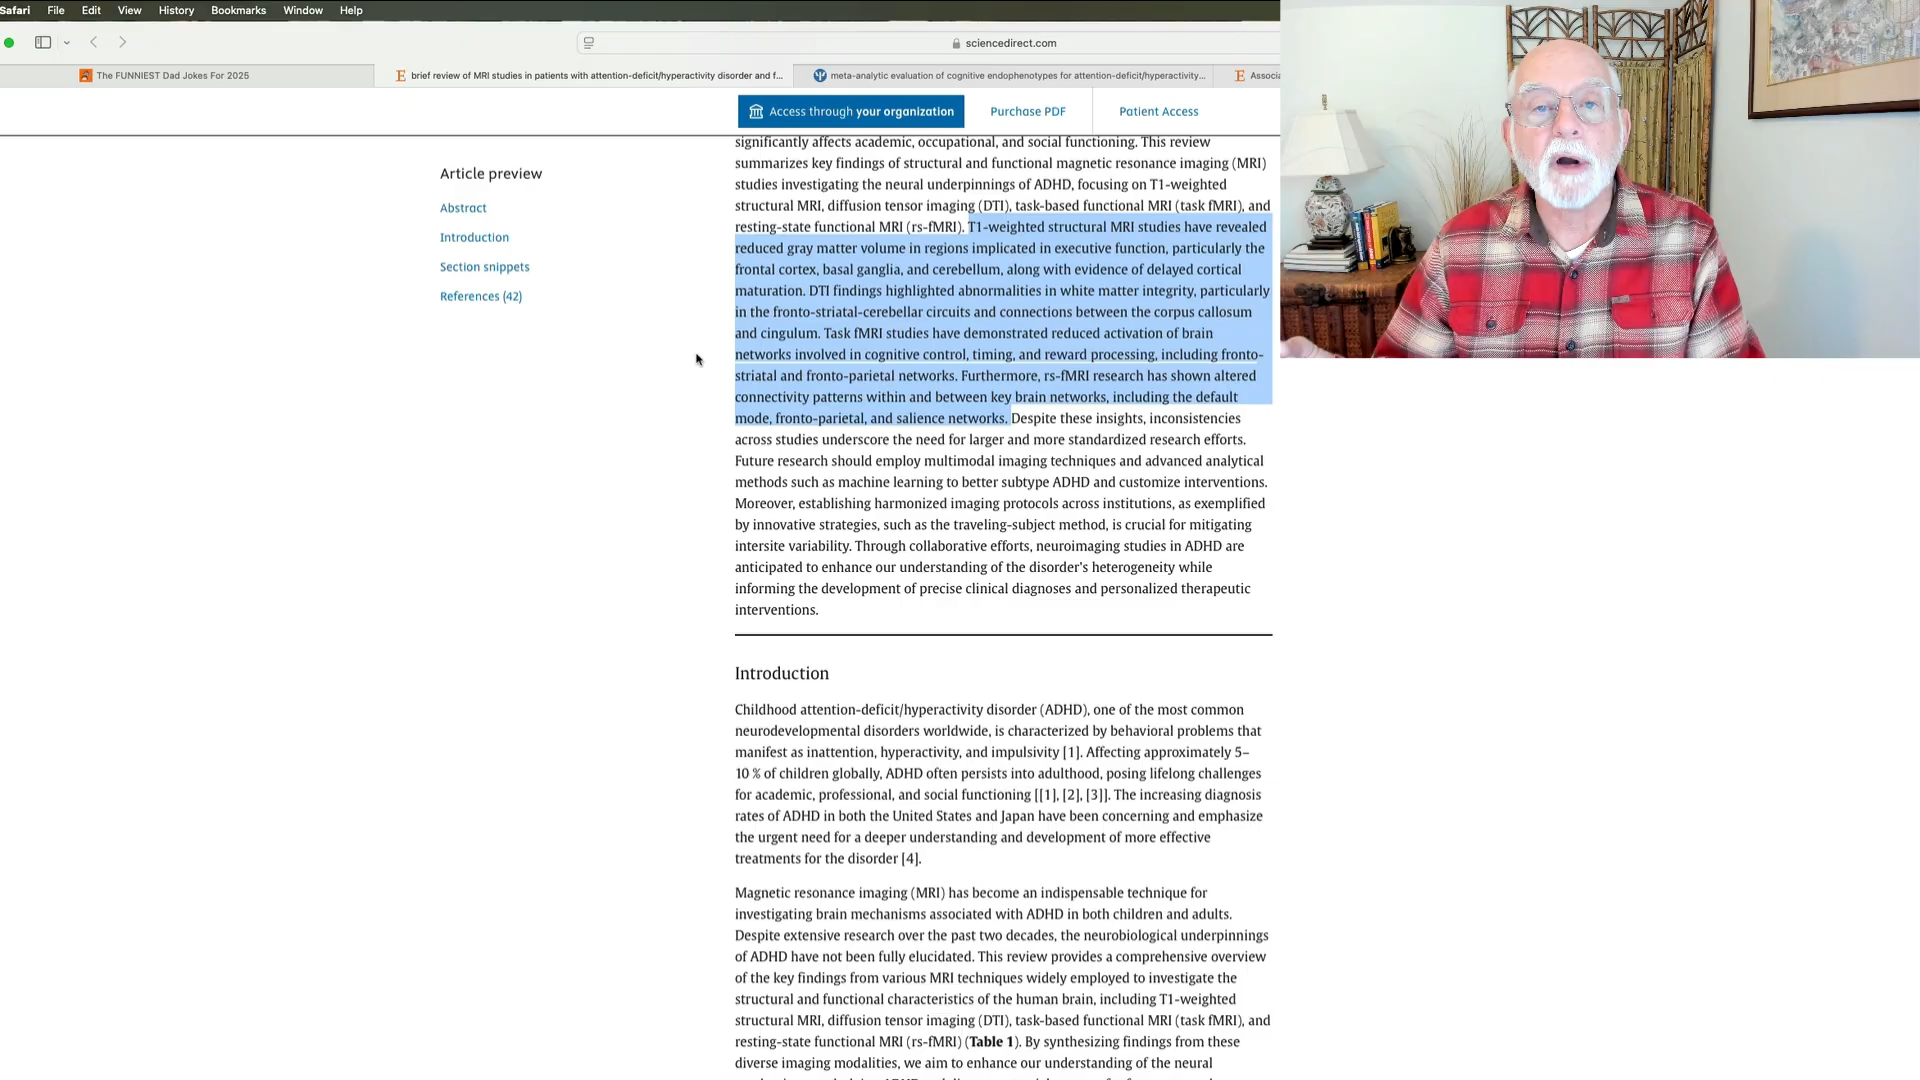 Safari File Edit View History Bookmarks Window Help
sciencedirect.com
The FUNNIEST Dad Jokes For 2025
brief review of MRI studies in patients with attention-deficit/hyperactivity disorder and f...
meta-analytic evaluation of cognitive endophenotypes for attention-deficit/hyperactivity...
Associa
Access through your organization
Purchase PDF
Patient Access
Article preview
Abstract
Introduction
Section snippets
References (42)
significantly affects academic, occupational, and social functioning. This review
summarizes key findings of structural and functional magnetic resonance imaging (MRI)
studies investigating the neural underpinnings of ADHD, focusing on T1-weighted
structural MRI, diffusion tensor imaging (DTI), task-based functional MRI (task fMRI), and
resting-state functional MRI (rs-fMRI). T1-weighted structural MRI studies have revealed
reduced gray matter volume in regions implicated in executive function, particularly the
frontal cortex, basal ganglia, and cerebellum, along with evidence of delayed cortical
maturation. DTI findings highlighted abnormalities in white matter integrity, particularly
in the fronto-striatal-cerebellar circuits and connections between the corpus callosum
and cingulum. Task fMRI studies have demonstrated reduced activation of brain
networks involved in cognitive control, timing, and reward processing, including fronto-
striatal and fronto-parietal networks. Furthermore, rs-fMRI research has shown altered
connectivity patterns within and between key brain networks, including the default
mode, fronto-parietal, and salience networks. Despite these insights, inconsistencies
across studies underscore the need for larger and more standardized research efforts.
Future research should employ multimodal imaging techniques and advanced analytical
methods such as machine learning to better subtype ADHD and customize interventions.
Moreover, establishing harmonized imaging protocols across institutions, as exemplified
by innovative strategies, such as the traveling-subject method, is crucial for mitigating
intersite variability. Through collaborative efforts, neuroimaging studies in ADHD are
anticipated to enhance our understanding of the disorder's heterogeneity while
informing the development of precise clinical diagnoses and personalized therapeutic
interventions.
Introduction
Childhood attention-deficit/hyperactivity disorder (ADHD), one of the most common
neurodevelopmental disorders worldwide, is characterized by behavioral problems that
manifest as inattention, hyperactivity, and impulsivity [1]. Affecting approximately 5–
10 % of children globally, ADHD often persists into adulthood, posing lifelong challenges
for academic, professional, and social functioning [[1], [2], [3]]. The increasing diagnosis
rates of ADHD in both the United States and Japan have been concerning and emphasize
the urgent need for a deeper understanding and development of more effective
treatments for the disorder [4].
Magnetic resonance imaging (MRI) has become an indispensable technique for
investigating brain mechanisms associated with ADHD in both children and adults.
Despite extensive research over the past two decades, the neurobiological underpinnings
of ADHD have not been fully elucidated. This review provides a comprehensive overview
of the key findings from various MRI techniques widely employed to investigate the
structural and functional characteristics of the human brain, including T1-weighted
structural MRI, diffusion tensor imaging (DTI), task-based functional MRI (task fMRI), and
resting-state functional MRI (rs-fMRI) (Table 1). By synthesizing findings from these
diverse imaging modalities, we aim to enhance our understanding of the neural